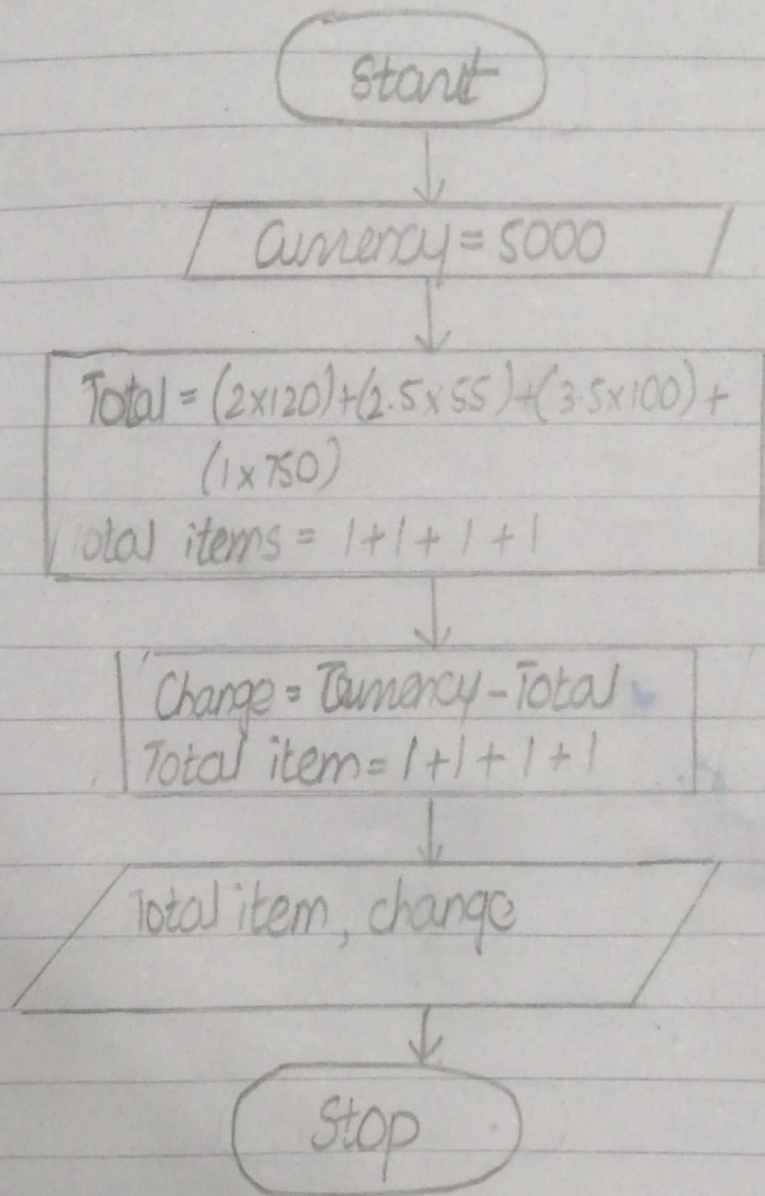 Start
Currency = 5000
Total = (2x120)+(2.5x55)+(3.5x100)+
(1x750)
Total items = 1+1+1+1
Change = Currency - Total
Total item = 1+1+1+1
Total item, change
Stop